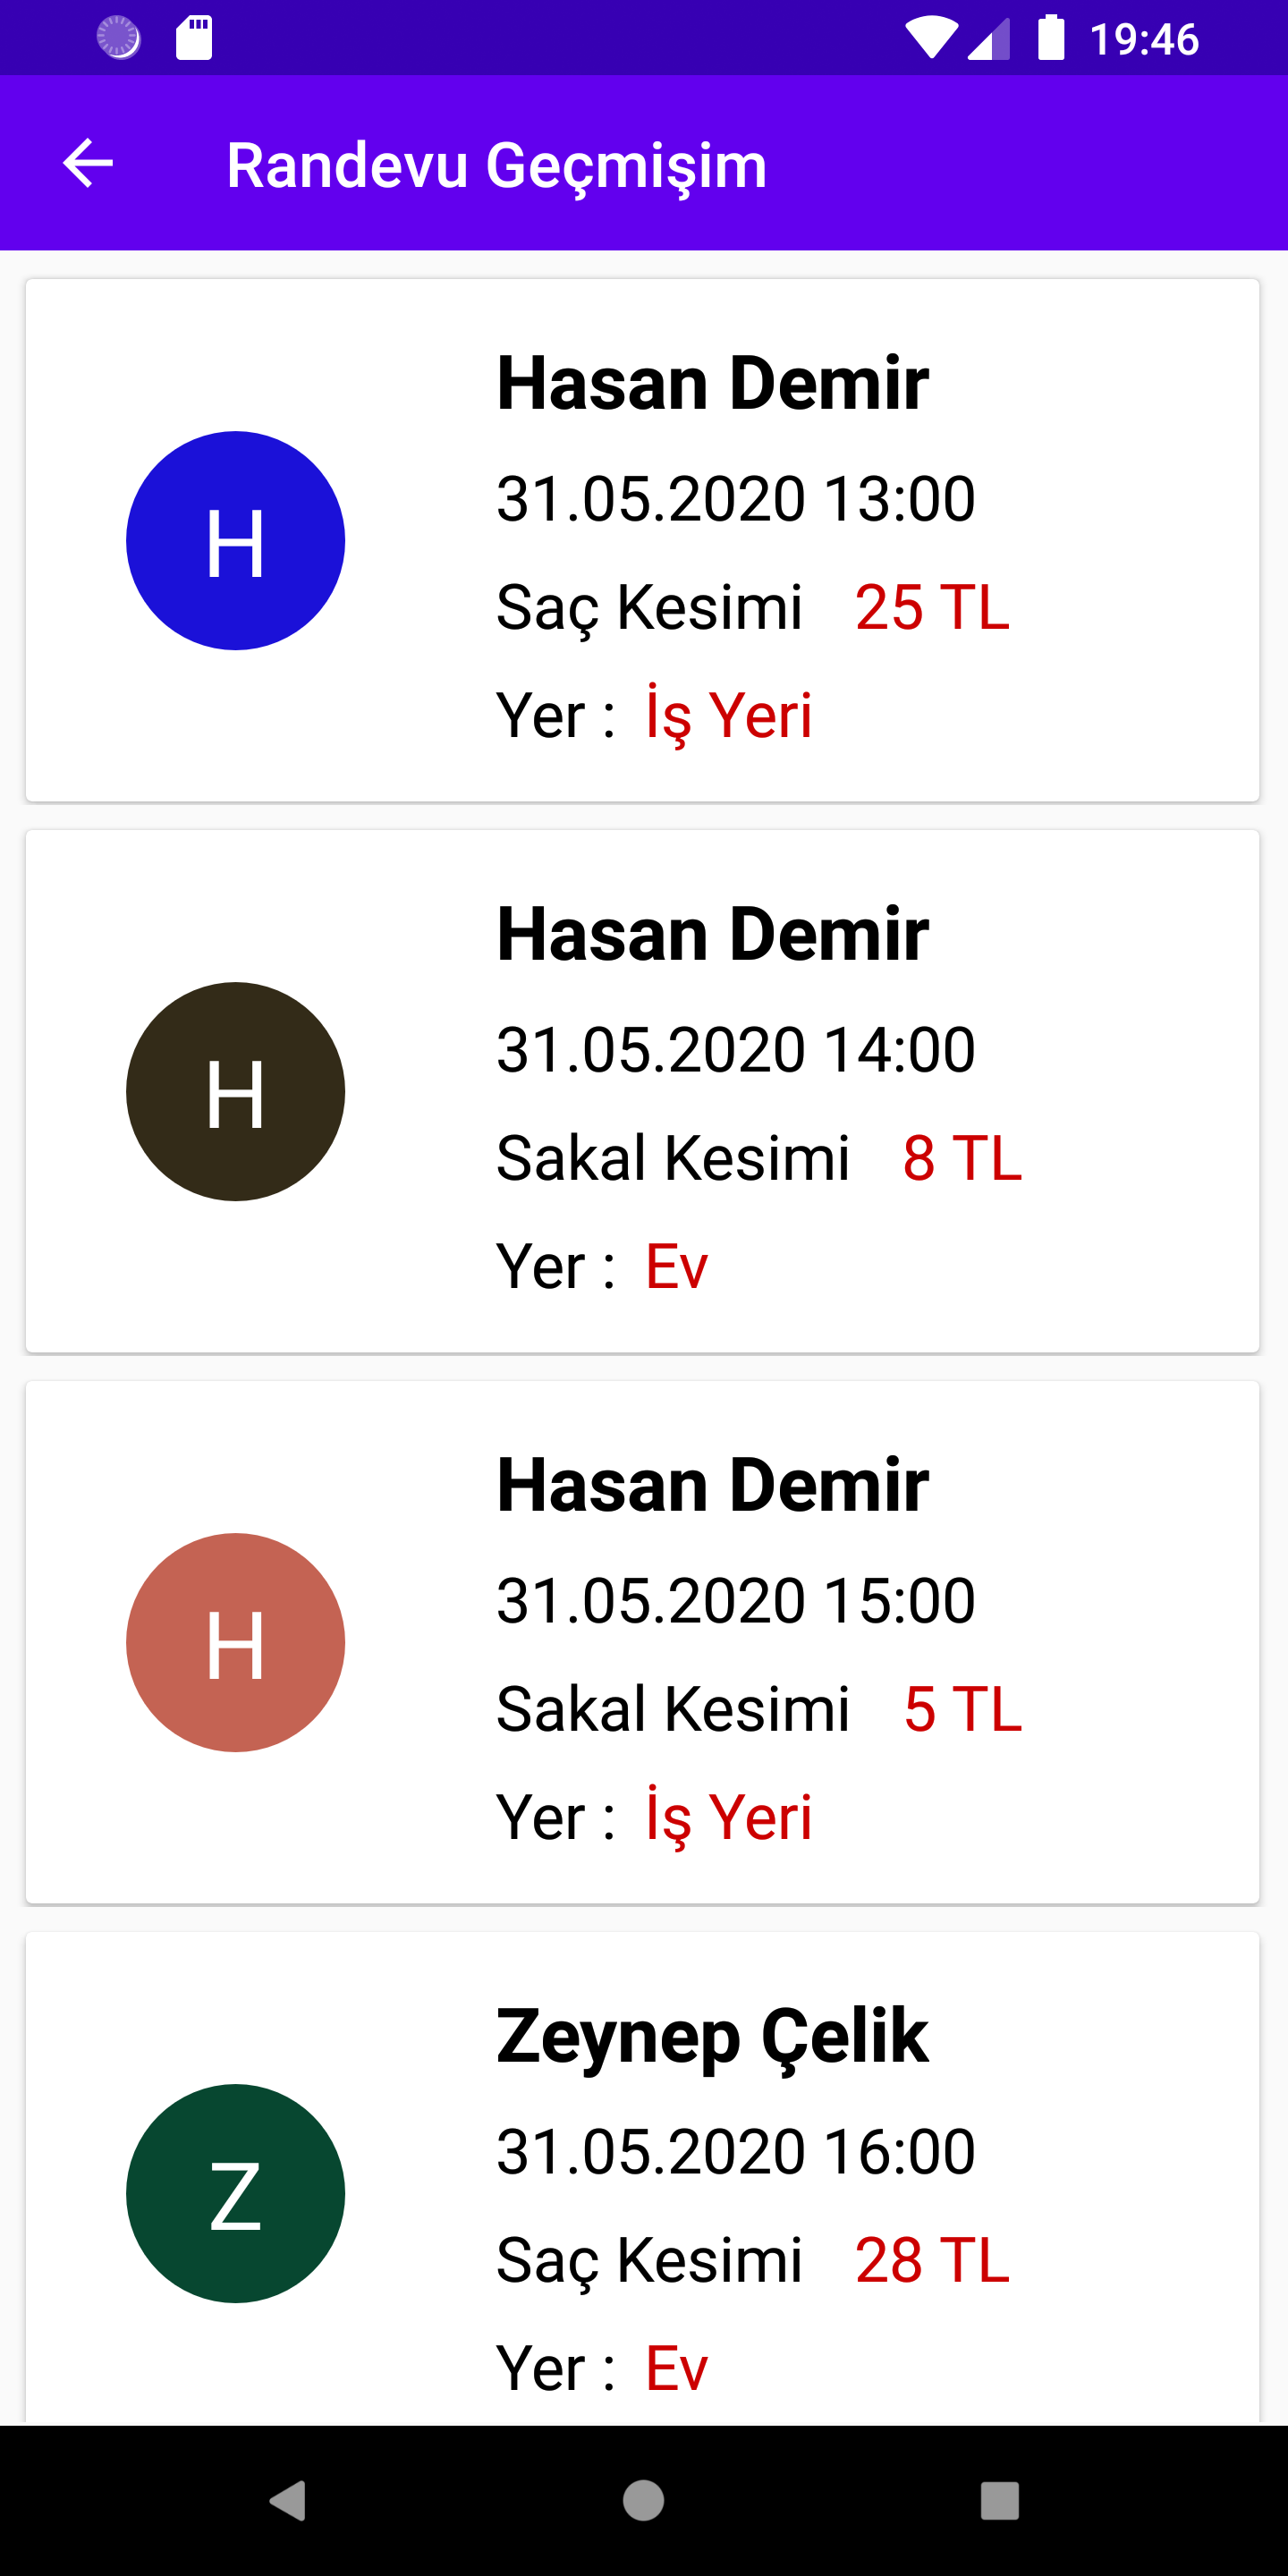 19:46
Randevu Geçmişim
Hasan Demir
31.05.2020 13:00
H
Saç Kesimi 25 TL
Yer : İş Yeri
Hasan Demir
31.05.2020 14:00
H
Sakal Kesimi 8 TL
Yer : Ev
Hasan Demir
31.05.2020 15:00
H
Sakal Kesimi 5 TL
Yer : İş Yeri
Zeynep Çelik
31.05.2020 16:00
Z
Saç Kesimi 28 TL
Yer : Ev